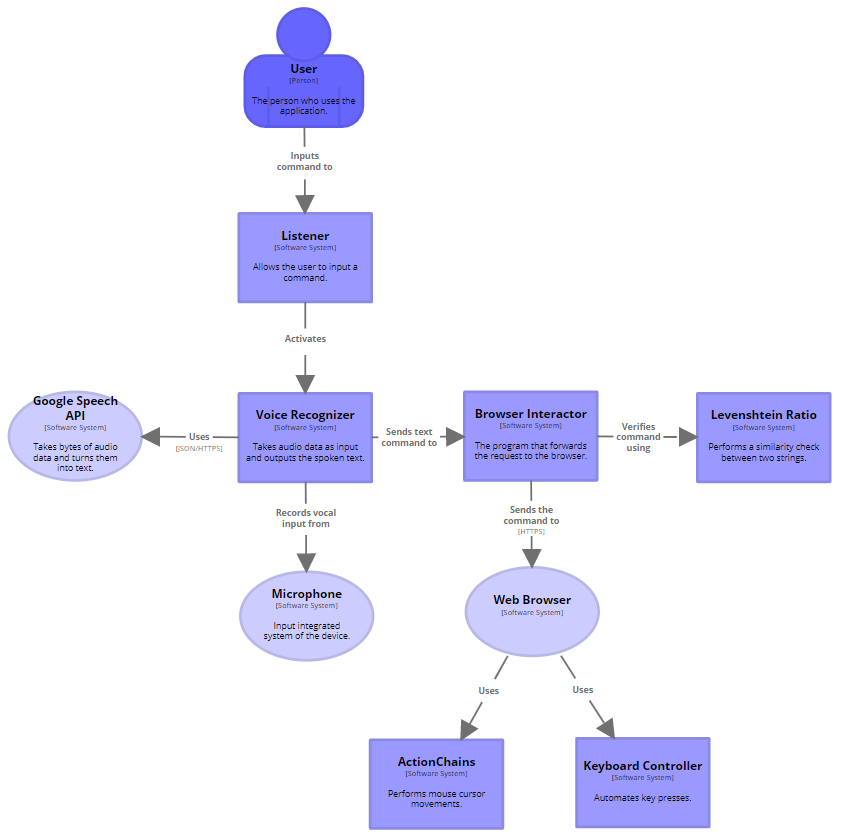 User
[Person]
The person who uses the
application.
Inputs
command to
Listener
[Software System]
Allows the user to input a
command.
Activates
Google Speech
API
[Software System]
Takes bytes of audio
data and turns them
into text.
Uses
[JSON/HTTPS]
Voice Recognizer
[Software System]
Takes audio data as input
and outputs the spoken text.
Sends text
command to
Browser Interactor
[Software System]
The program that forwards
the request to the browser.
Verifies
command
using
Levenshtein Ratio
[Software System]
Performs a similarity check
between two strings.
Records vocal
input from
Sends the
command to
[HTTPS]
Microphone
[Software System]
Input integrated
system of the device.
Web Browser
[Software System]
Uses
Uses
ActionChains
[Software System]
Performs mouse cursor
movements.
Keyboard Controller
[Software System]
Automates key presses.